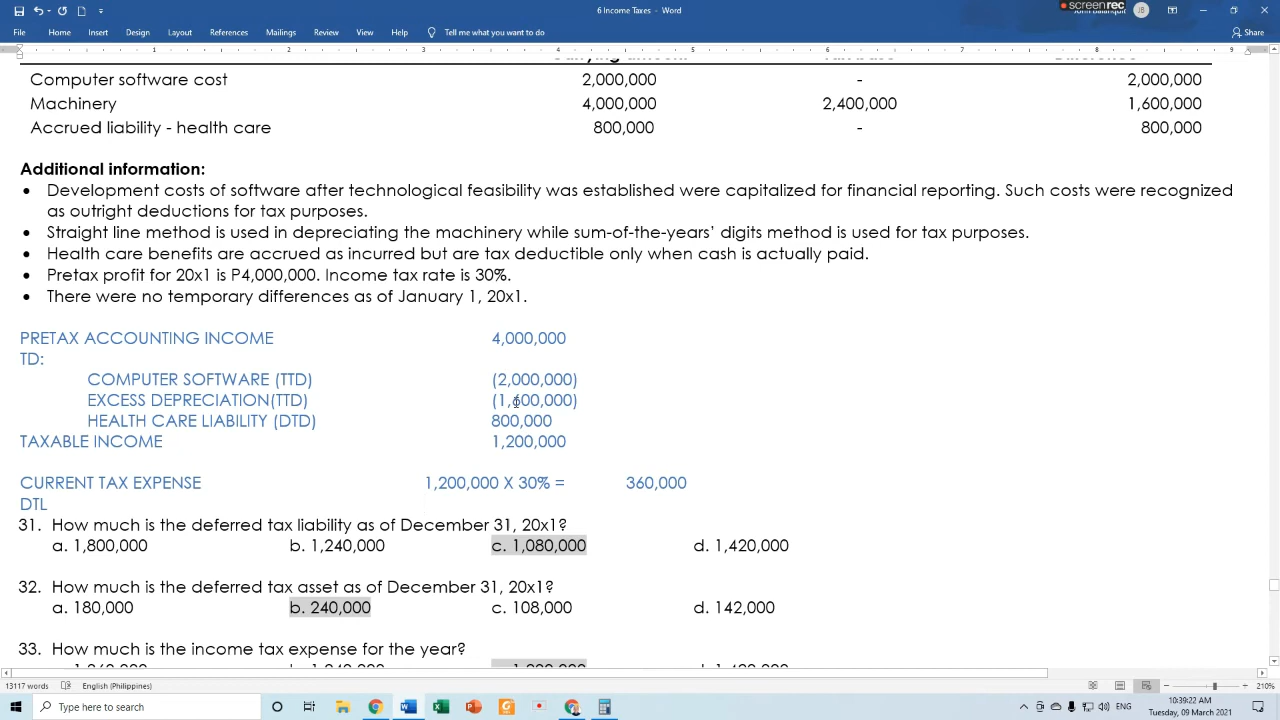 6 Income Taxes - Word
screenrec
JB
File Home Insert Design Layout References Mailings Review View Help Tell me what you want to do Share
1 2 3 4 5 6 7 8 9
Computer software cost 2,000,000 - 2,000,000
Machinery 4,000,000 2,400,000 1,600,000
Accrued liability - health care 800,000 - 800,000
Additional information:
• Development costs of software after technological feasibility was established were capitalized for financial reporting. Such costs were recognized
as outright deductions for tax purposes.
• Straight line method is used in depreciating the machinery while sum-of-the-years’ digits method is used for tax purposes.
• Health care benefits are accrued as incurred but are tax deductible only when cash is actually paid.
• Pretax profit for 20x1 is P4,000,000. Income tax rate is 30%.
• There were no temporary differences as of January 1, 20x1.
PRETAX ACCOUNTING INCOME 4,000,000
TD:
COMPUTER SOFTWARE (TTD) (2,000,000)
EXCESS DEPRECIATION(TTD) (1,600,000)
HEALTH CARE LIABILITY (DTD) 800,000
TAXABLE INCOME 1,200,000
CURRENT TAX EXPENSE 1,200,000 X 30% = 360,000
DTL
31. How much is the deferred tax liability as of December 31, 20x1?
a. 1,800,000 b. 1,240,000 c. 1,080,000 d. 1,420,000
32. How much is the deferred tax asset as of December 31, 20x1?
a. 180,000 b. 240,000 c. 108,000 d. 142,000
33. How much is the income tax expense for the year?
13117 words English (Philippines) 210%
Type here to search ENG 10:39:22 AM
Tuesday, 09 March 2021